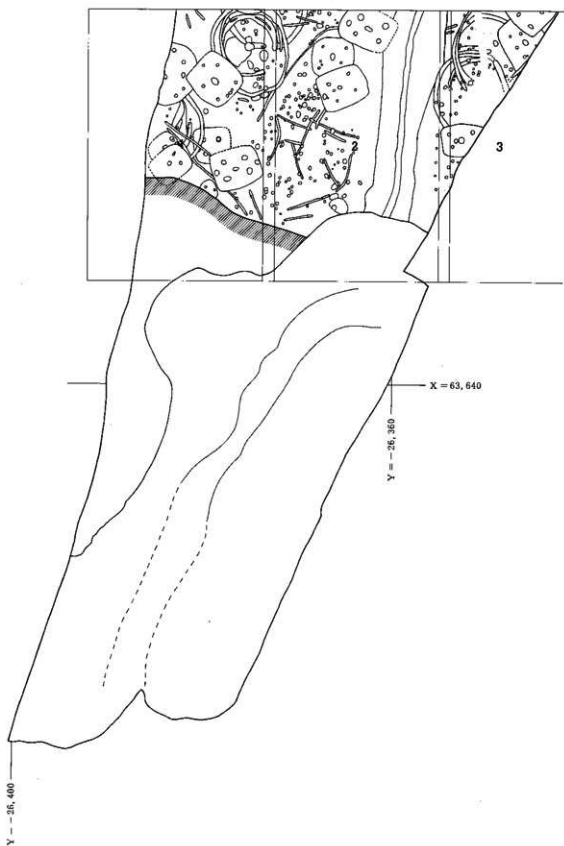 2
3
X = 63,640
Y = −26,360
Y = −26,400